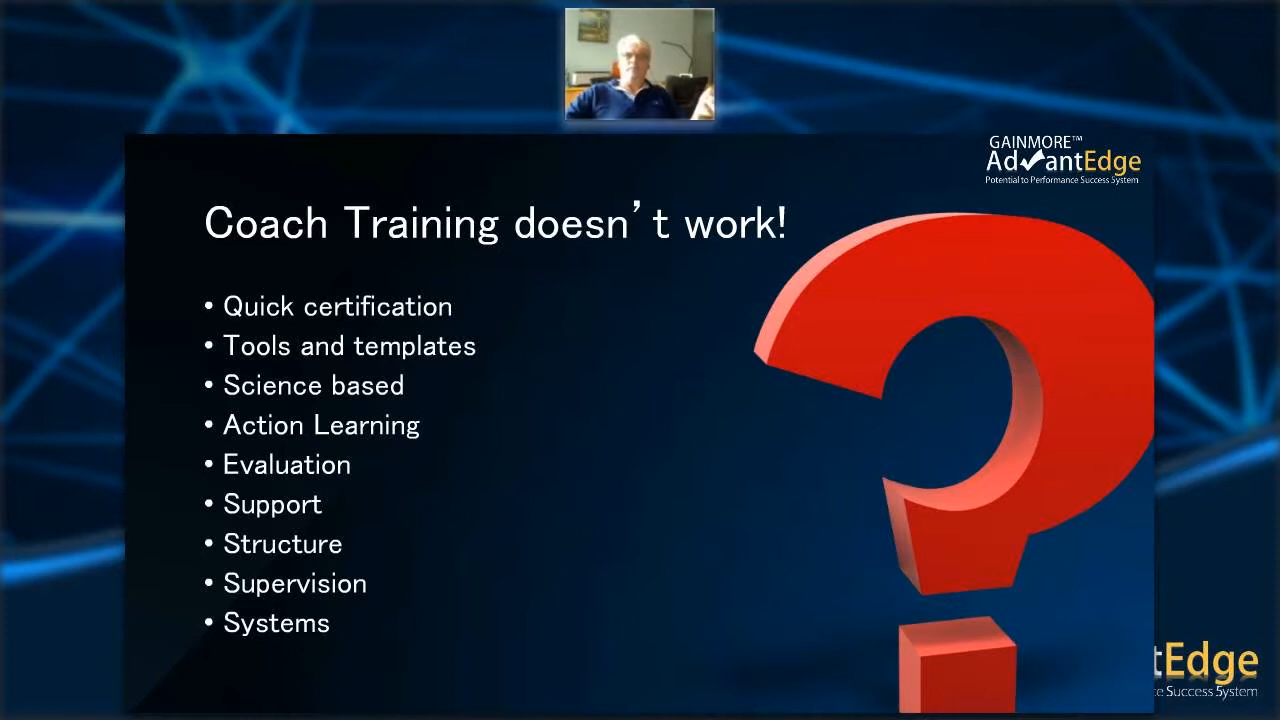 GAINMORE™
AdvantEdge
Potential to Performance Success System
Coach Training doesn’t work!
• Quick certification
• Tools and templates
• Science based
• Action Learning
• Evaluation
• Support
• Structure
• Supervision
• Systems
tEdge
ce Success System